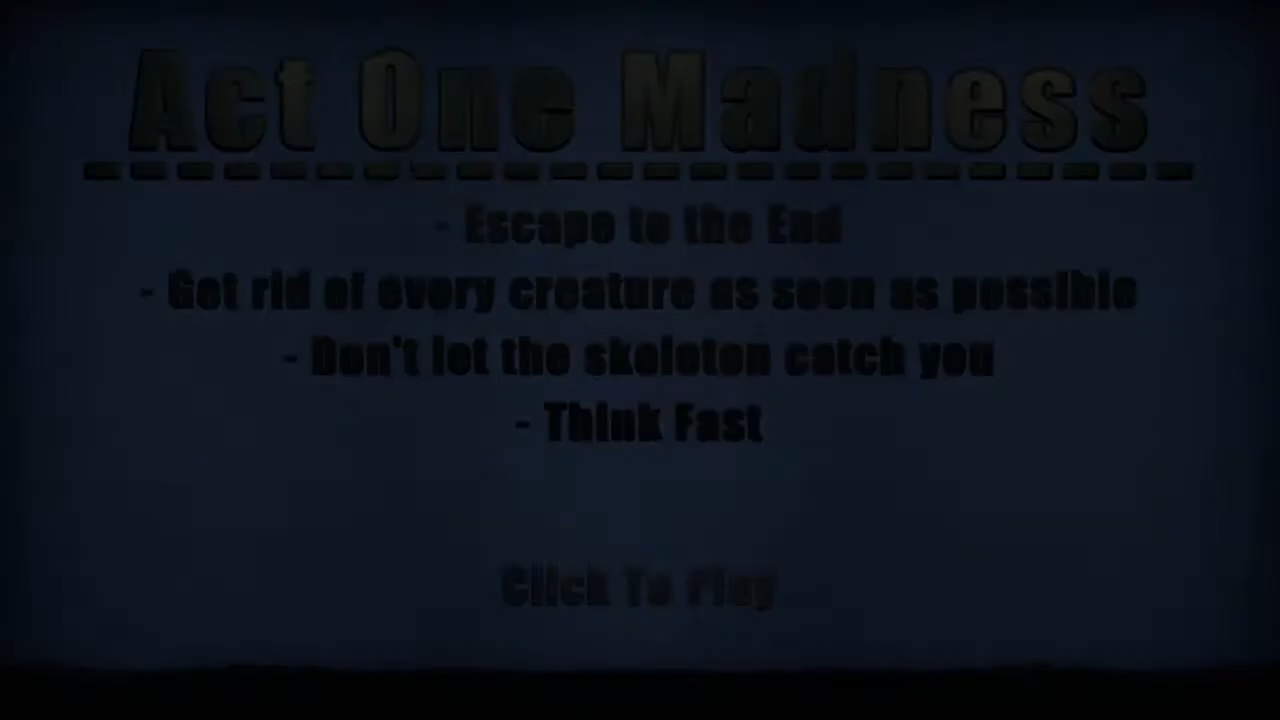 Act One Madness
- Escape to the End
- Get rid of every creature as soon as possible
- Don't let the skeleton catch you
- Think Fast
Click To Play